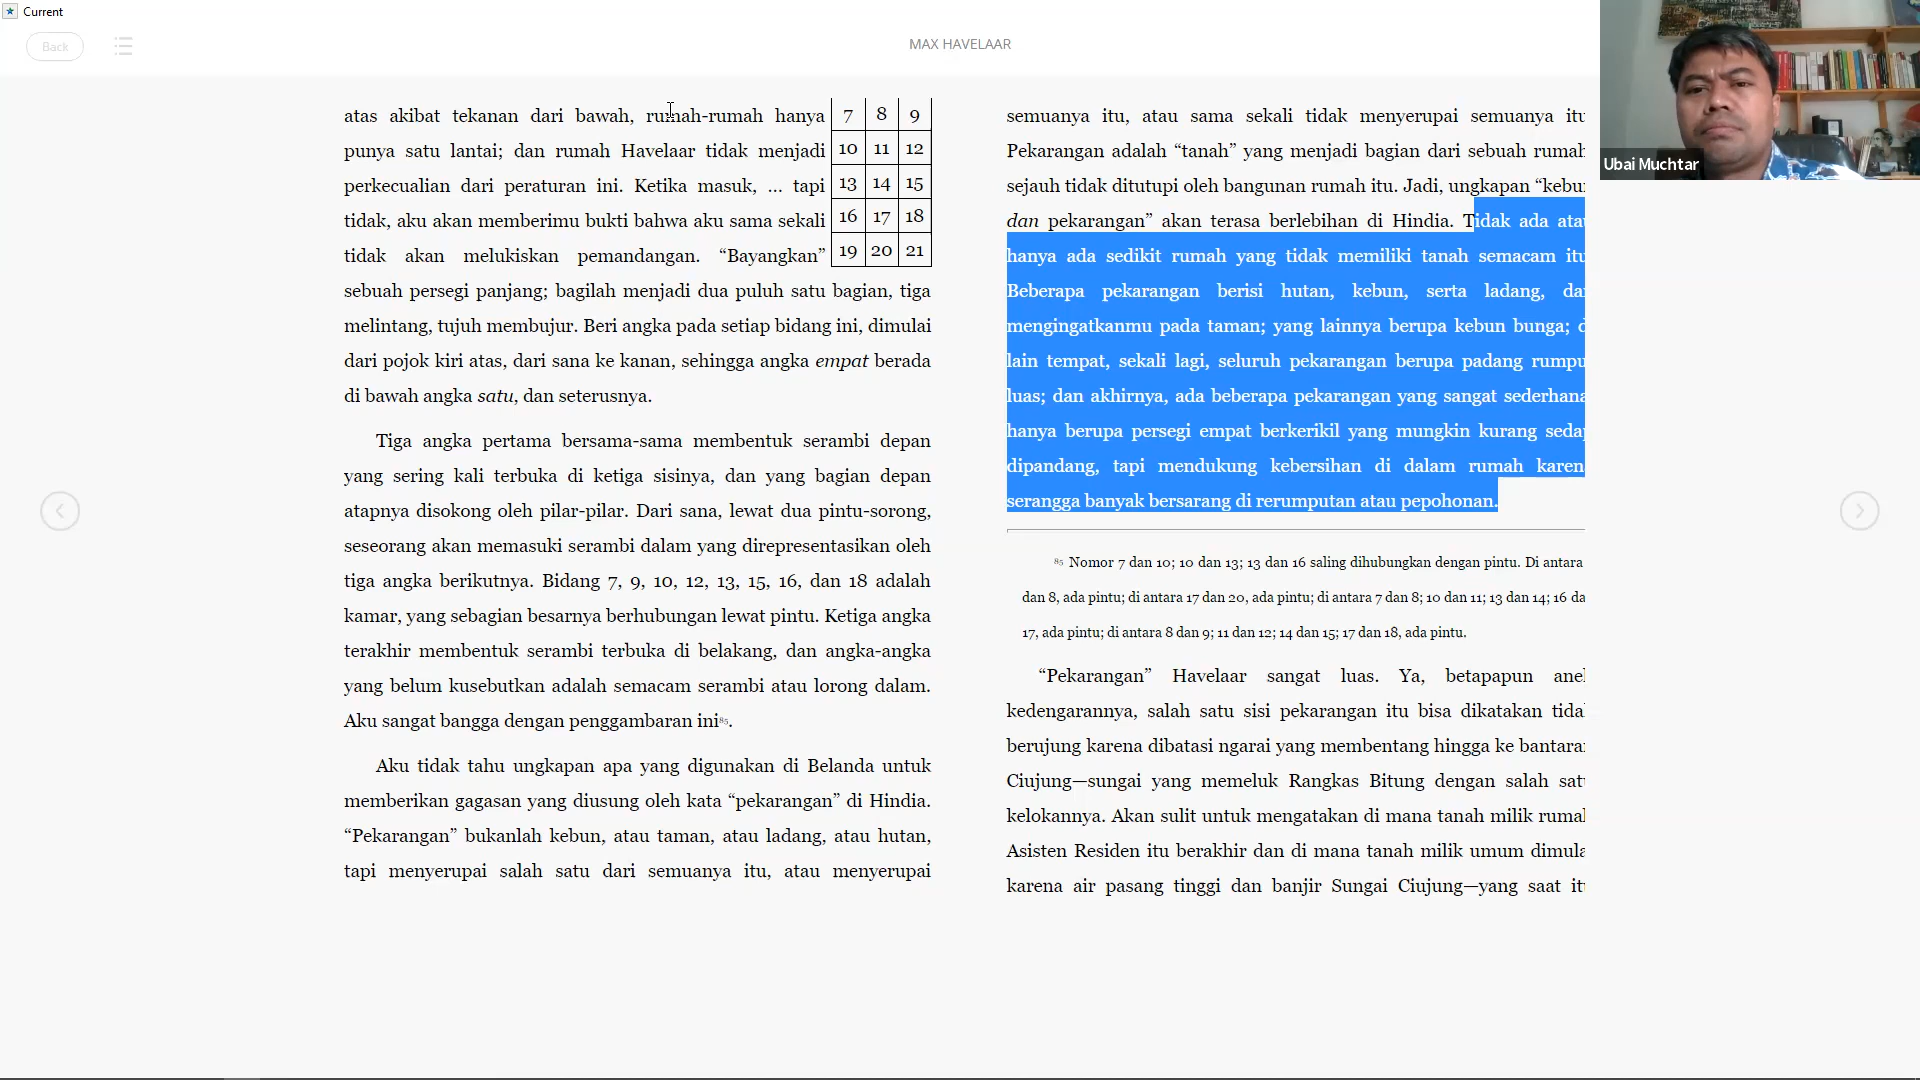 Current
Back
MAX HAVELAAR
atas akibat tekanan dari bawah, rumah-rumah hanya
punya satu lantai; dan rumah Havelaar tidak menjadi
perkecualian dari peraturan ini. Ketika masuk, ... tapi
tidak, aku akan memberimu bukti bahwa aku sama sekali
tidak akan melukiskan pemandangan. “Bayangkan”
7 8 9
10 11 12
13 14 15
16 17 18
19 20 21
sebuah persegi panjang; bagilah menjadi dua puluh satu bagian, tiga
melintang, tujuh membujur. Beri angka pada setiap bidang ini, dimulai
dari pojok kiri atas, dari sana ke kanan, sehingga angka empat berada
di bawah angka satu, dan seterusnya.
Tiga angka pertama bersama-sama membentuk serambi depan
yang sering kali terbuka di ketiga sisinya, dan yang bagian depan
atapnya disokong oleh pilar-pilar. Dari sana, lewat dua pintu-sorong,
seseorang akan memasuki serambi dalam yang direpresentasikan oleh
tiga angka berikutnya. Bidang 7, 9, 10, 12, 13, 15, 16, dan 18 adalah
kamar, yang sebagian besarnya berhubungan lewat pintu. Ketiga angka
terakhir membentuk serambi terbuka di belakang, dan angka-angka
yang belum kusebutkan adalah semacam serambi atau lorong dalam.
Aku sangat bangga dengan penggambaran ini85.
Aku tidak tahu ungkapan apa yang digunakan di Belanda untuk
memberikan gagasan yang diusung oleh kata “pekarangan” di Hindia.
“Pekarangan” bukanlah kebun, atau taman, atau ladang, atau hutan,
tapi menyerupai salah satu dari semuanya itu, atau menyerupai
semuanya itu, atau sama sekali tidak menyerupai semuanya itu
Pekarangan adalah “tanah” yang menjadi bagian dari sebuah rumah
sejauh tidak ditutupi oleh bangunan rumah itu. Jadi, ungkapan “kebun
dan pekarangan” akan terasa berlebihan di Hindia. Tidak ada atau
hanya ada sedikit rumah yang tidak memiliki tanah semacam itu
Beberapa pekarangan berisi hutan, kebun, serta ladang, dan
mengingatkanmu pada taman; yang lainnya berupa kebun bunga; d
lain tempat, sekali lagi, seluruh pekarangan berupa padang rumpu
luas; dan akhirnya, ada beberapa pekarangan yang sangat sederhana
hanya berupa persegi empat berkerikil yang mungkin kurang sedap
dipandang, tapi mendukung kebersihan di dalam rumah karena
serangga banyak bersarang di rerumputan atau pepohonan.
85 Nomor 7 dan 10; 10 dan 13; 13 dan 16 saling dihubungkan dengan pintu. Di antara
dan 8, ada pintu; di antara 17 dan 20, ada pintu; di antara 7 dan 8; 10 dan 11; 13 dan 14; 16 da
17, ada pintu; di antara 8 dan 9; 11 dan 12; 14 dan 15; 17 dan 18, ada pintu.
“Pekarangan” Havelaar sangat luas. Ya, betapapun aneh
kedengarannya, salah satu sisi pekarangan itu bisa dikatakan tidak
berujung karena dibatasi ngarai yang membentang hingga ke bantaran
Ciujung—sungai yang memeluk Rangkas Bitung dengan salah satu
kelokannya. Akan sulit untuk mengatakan di mana tanah milik rumah
Asisten Residen itu berakhir dan di mana tanah milik umum dimula
karena air pasang tinggi dan banjir Sungai Ciujung—yang saat itu
Ubai Muchtar